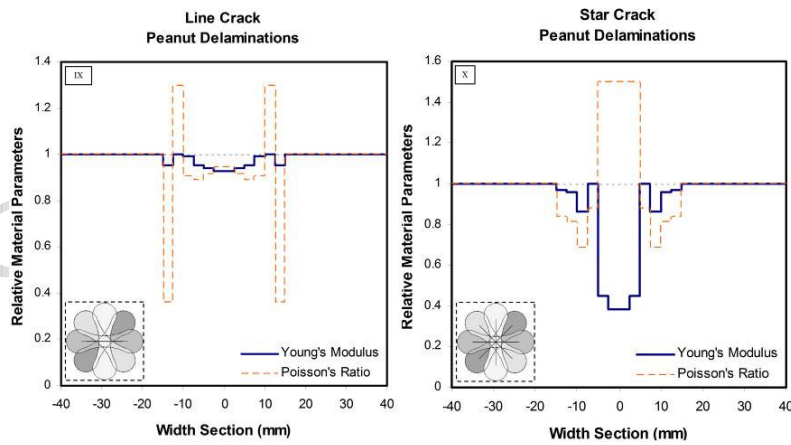 Line Crack
Peanut Delaminations
IX
Relative Material Parameters
1.4
1.2
1
0.8
0.6
0.4
0.2
0
-40 -30 -20 -10 0 10 20 30 40
Width Section (mm)
Young's Modulus
Poisson's Ratio
Star Crack
Peanut Delaminations
X
Relative Material Parameters
1.6
1.4
1.2
1
0.8
0.6
0.4
0.2
0
-40 -30 -20 -10 0 10 20 30 40
Width Section (mm)
Young's Modulus
Poisson's Ratio